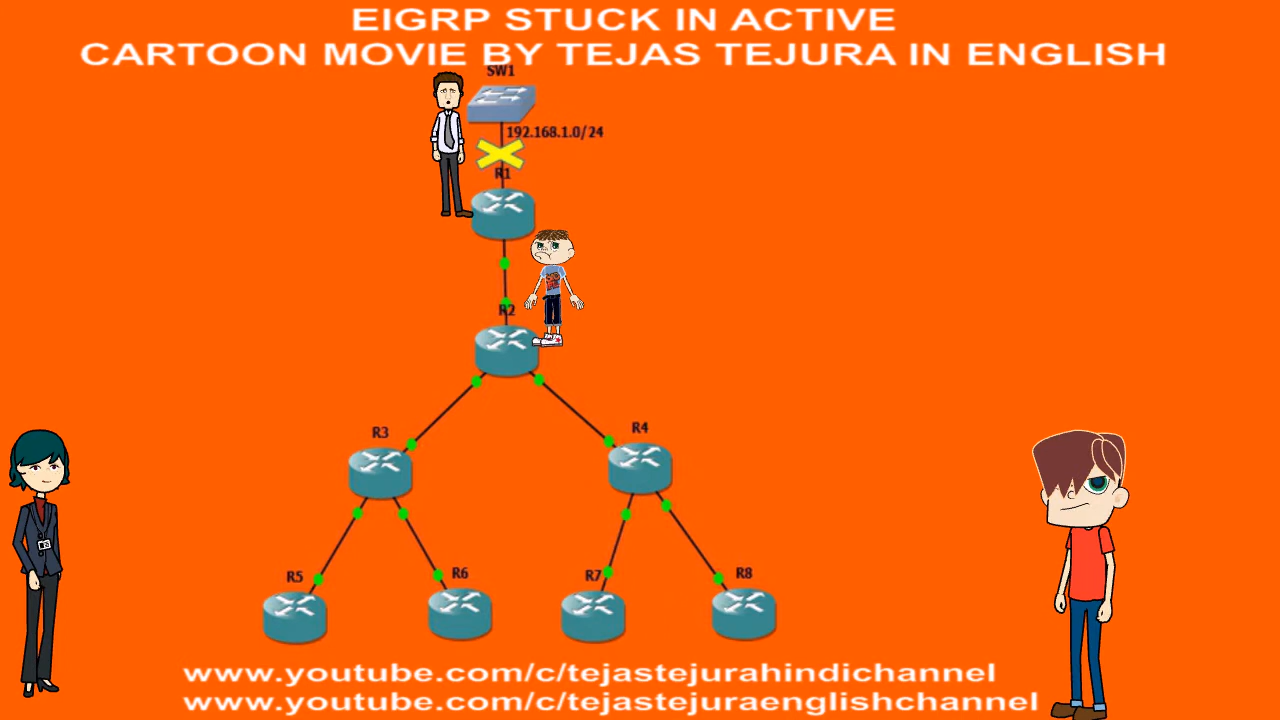 EIGRP STUCK IN ACTIVE
CARTOON MOVIE BY TEJAS TEJURA IN ENGLISH
SW1
192.168.1.0/24
R1
R2
R3
R4
R5
R6
R7
R8
www.youtube.com/c/tejastejurahindichannel
www.youtube.com/c/tejastejuraenglishchannel